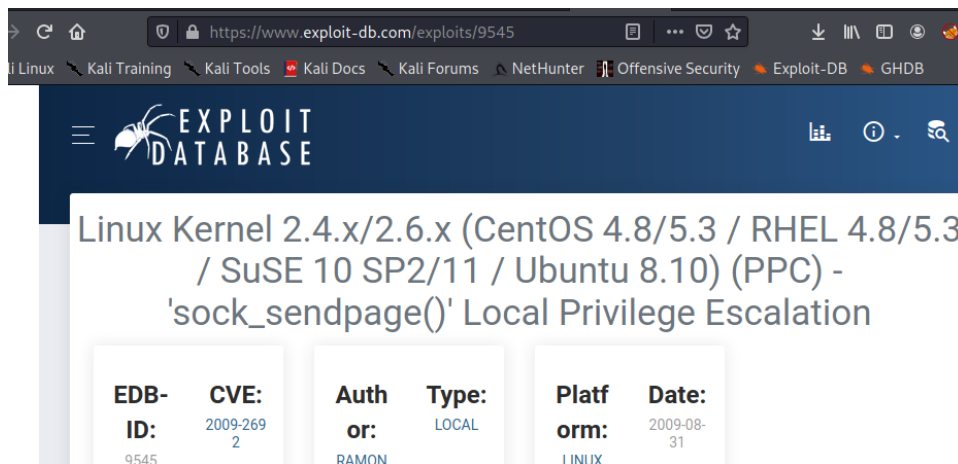 https://www.exploit-db.com/exploits/9545
li Linux Kali Training Kali Tools Kali Docs Kali Forums NetHunter Offensive Security Exploit-DB GHDB
EXPLOIT
DATABASE
Linux Kernel 2.4.x/2.6.x (CentOS 4.8/5.3 / RHEL 4.8/5.3
/ SuSE 10 SP2/11 / Ubuntu 8.10) (PPC) -
'sock_sendpage()' Local Privilege Escalation
EDB-
ID:
9545
CVE:
2009-269
2
Auth
or:
RAMON
Type:
LOCAL
Platf
orm:
LINUX
Date:
2009-08-
31